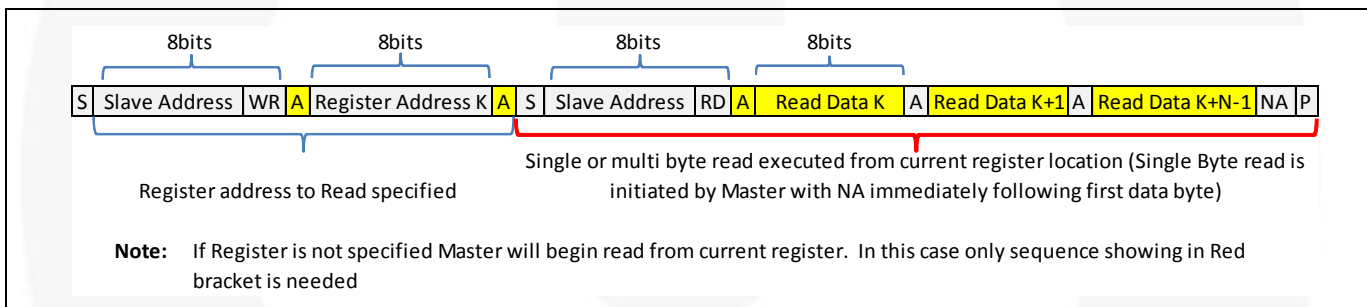 8bits 8bits 8bits 8bits
S Slave Address WR A Register Address K A S Slave Address RD A Read Data K A Read Data K+1 A Read Data K+N-1 NA P
Single or multi byte read executed from current register location (Single Byte read is
Register address to Read specified initiated by Master with NA immediately following first data byte)
Note: If Register is not specified Master will begin read from current register. In this case only sequence showing in Red
bracket is needed